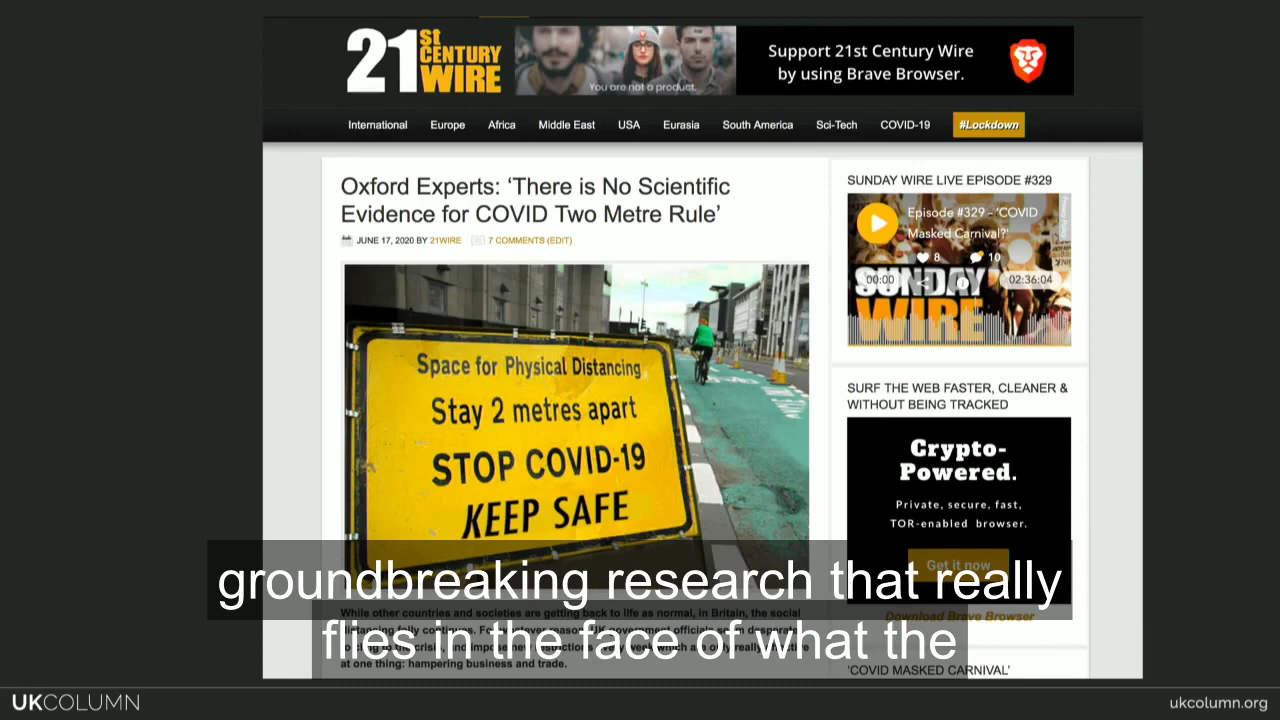 21st CENTURY WIRE
You are not a product.
Support 21st Century Wire
by using Brave Browser.
International Europe Africa Middle East USA Eurasia South America Sci-Tech COVID-19 #Lockdown
Oxford Experts: ‘There is No Scientific
Evidence for COVID Two Metre Rule’
JUNE 17, 2020 BY 21WIRE 7 COMMENTS (EDIT)
Space for Physical Distancing
Stay 2 metres apart
STOP COVID-19
KEEP SAFE
While other countries and societies are getting back to life as normal, in Britain, the social
at one thing: hampering business and trade.
SUNDAY WIRE LIVE EPISODE #329
Episode #329 - ‘COVID
Masked Carnival?'
8 10
00:00 02:36:04
SUNDAY
WIRE
SURF THE WEB FASTER, CLEANER &
WITHOUT BEING TRACKED
Crypto-
Powered.
Private, secure, fast,
TOR-enabled browser.
Get it now
Download Brave Browser
‘COVID MASKED CARNIVAL’
groundbreaking research that really
flies in the face of what the
UKCOLUMN
ukcolumn.org